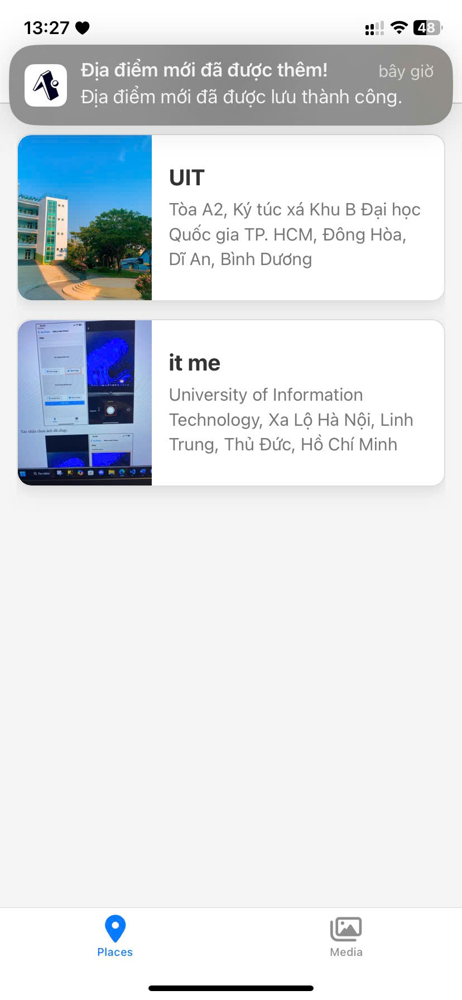 13:27
48
Địa điểm mới đã được thêm!
bây giờ
Địa điểm mới đã được lưu thành công.
UIT
Tòa A2, Ký túc xá Khu B Đại học
Quốc gia TP. HCM, Đông Hòa,
Dĩ An, Bình Dương
Xác nhận chọn ảnh đã chụp.
it me
University of Information
Technology, Xa Lộ Hà Nội, Linh
Trung, Thủ Đức, Hồ Chí Minh
Places
Media